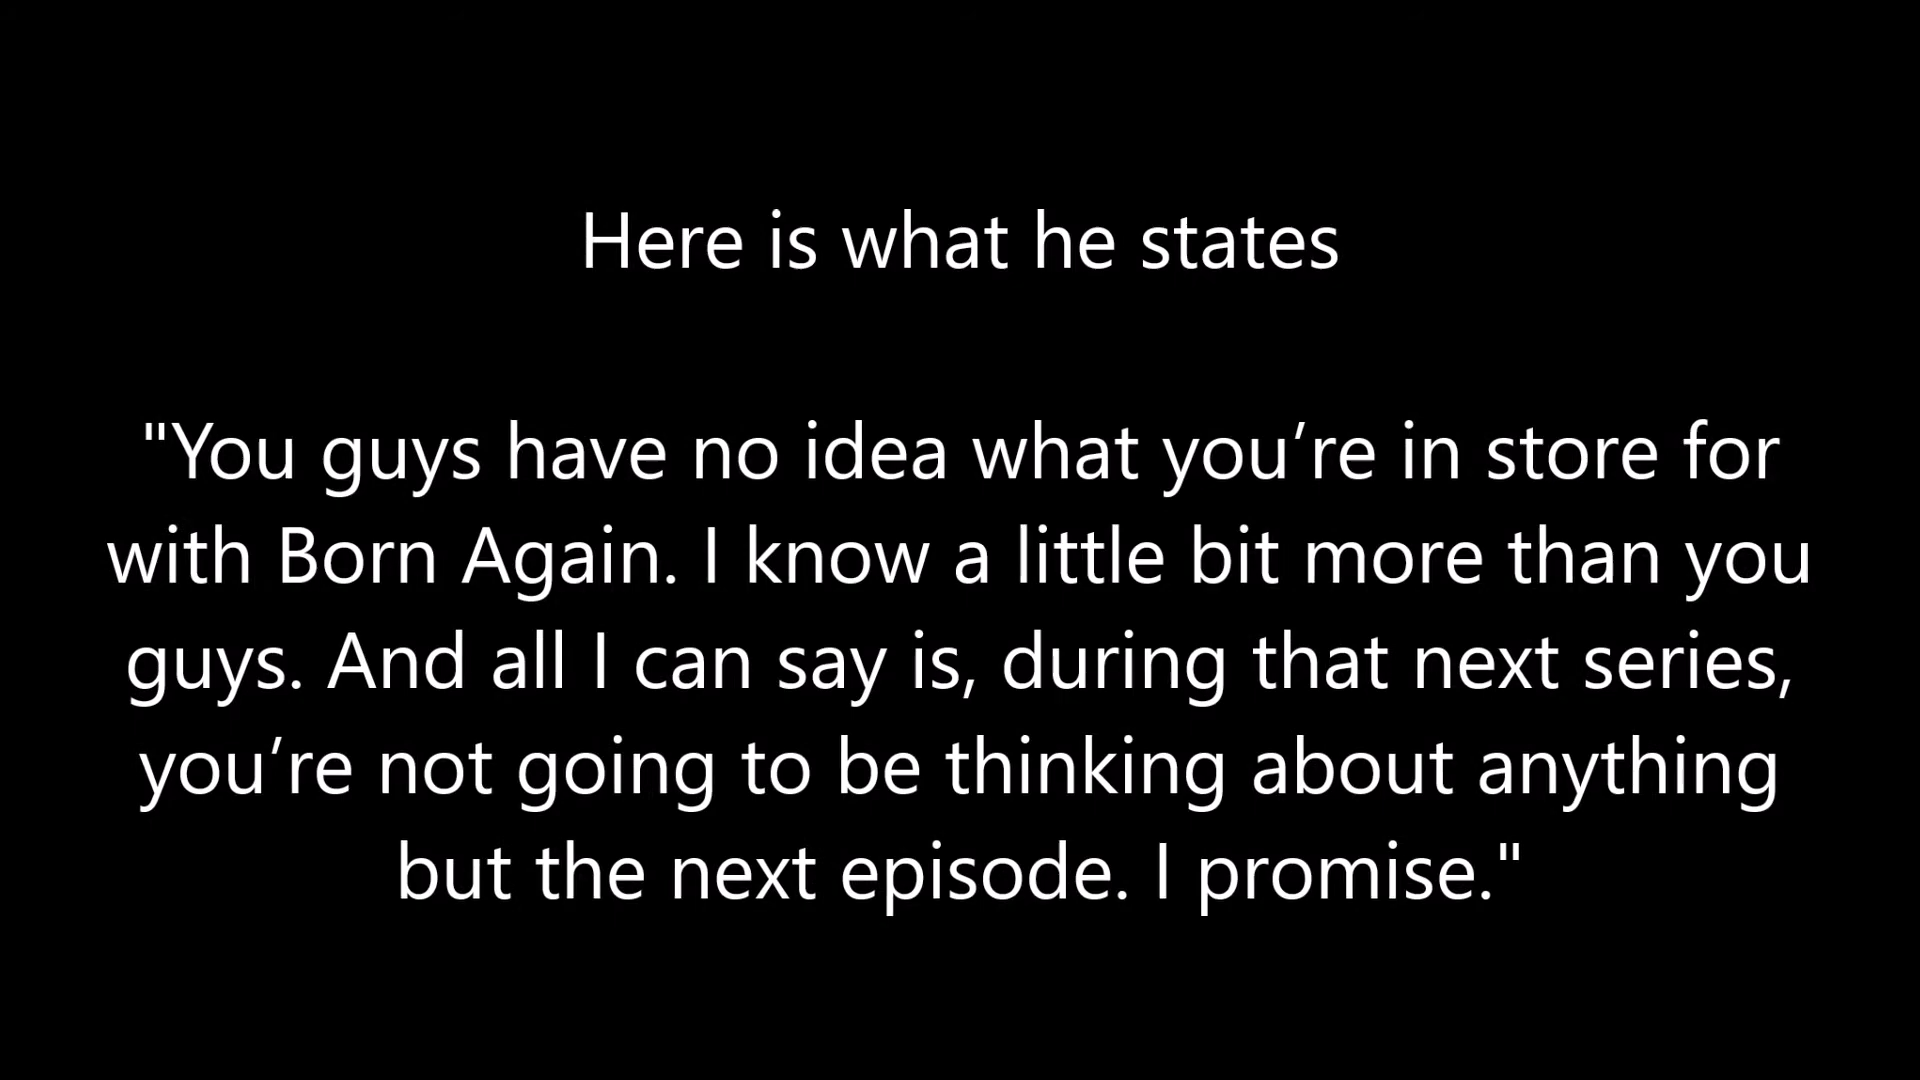 Here is what he states
"You guys have no idea what you’re in store for
with Born Again. I know a little bit more than you
guys. And all I can say is, during that next series,
you’re not going to be thinking about anything
but the next episode. I promise."